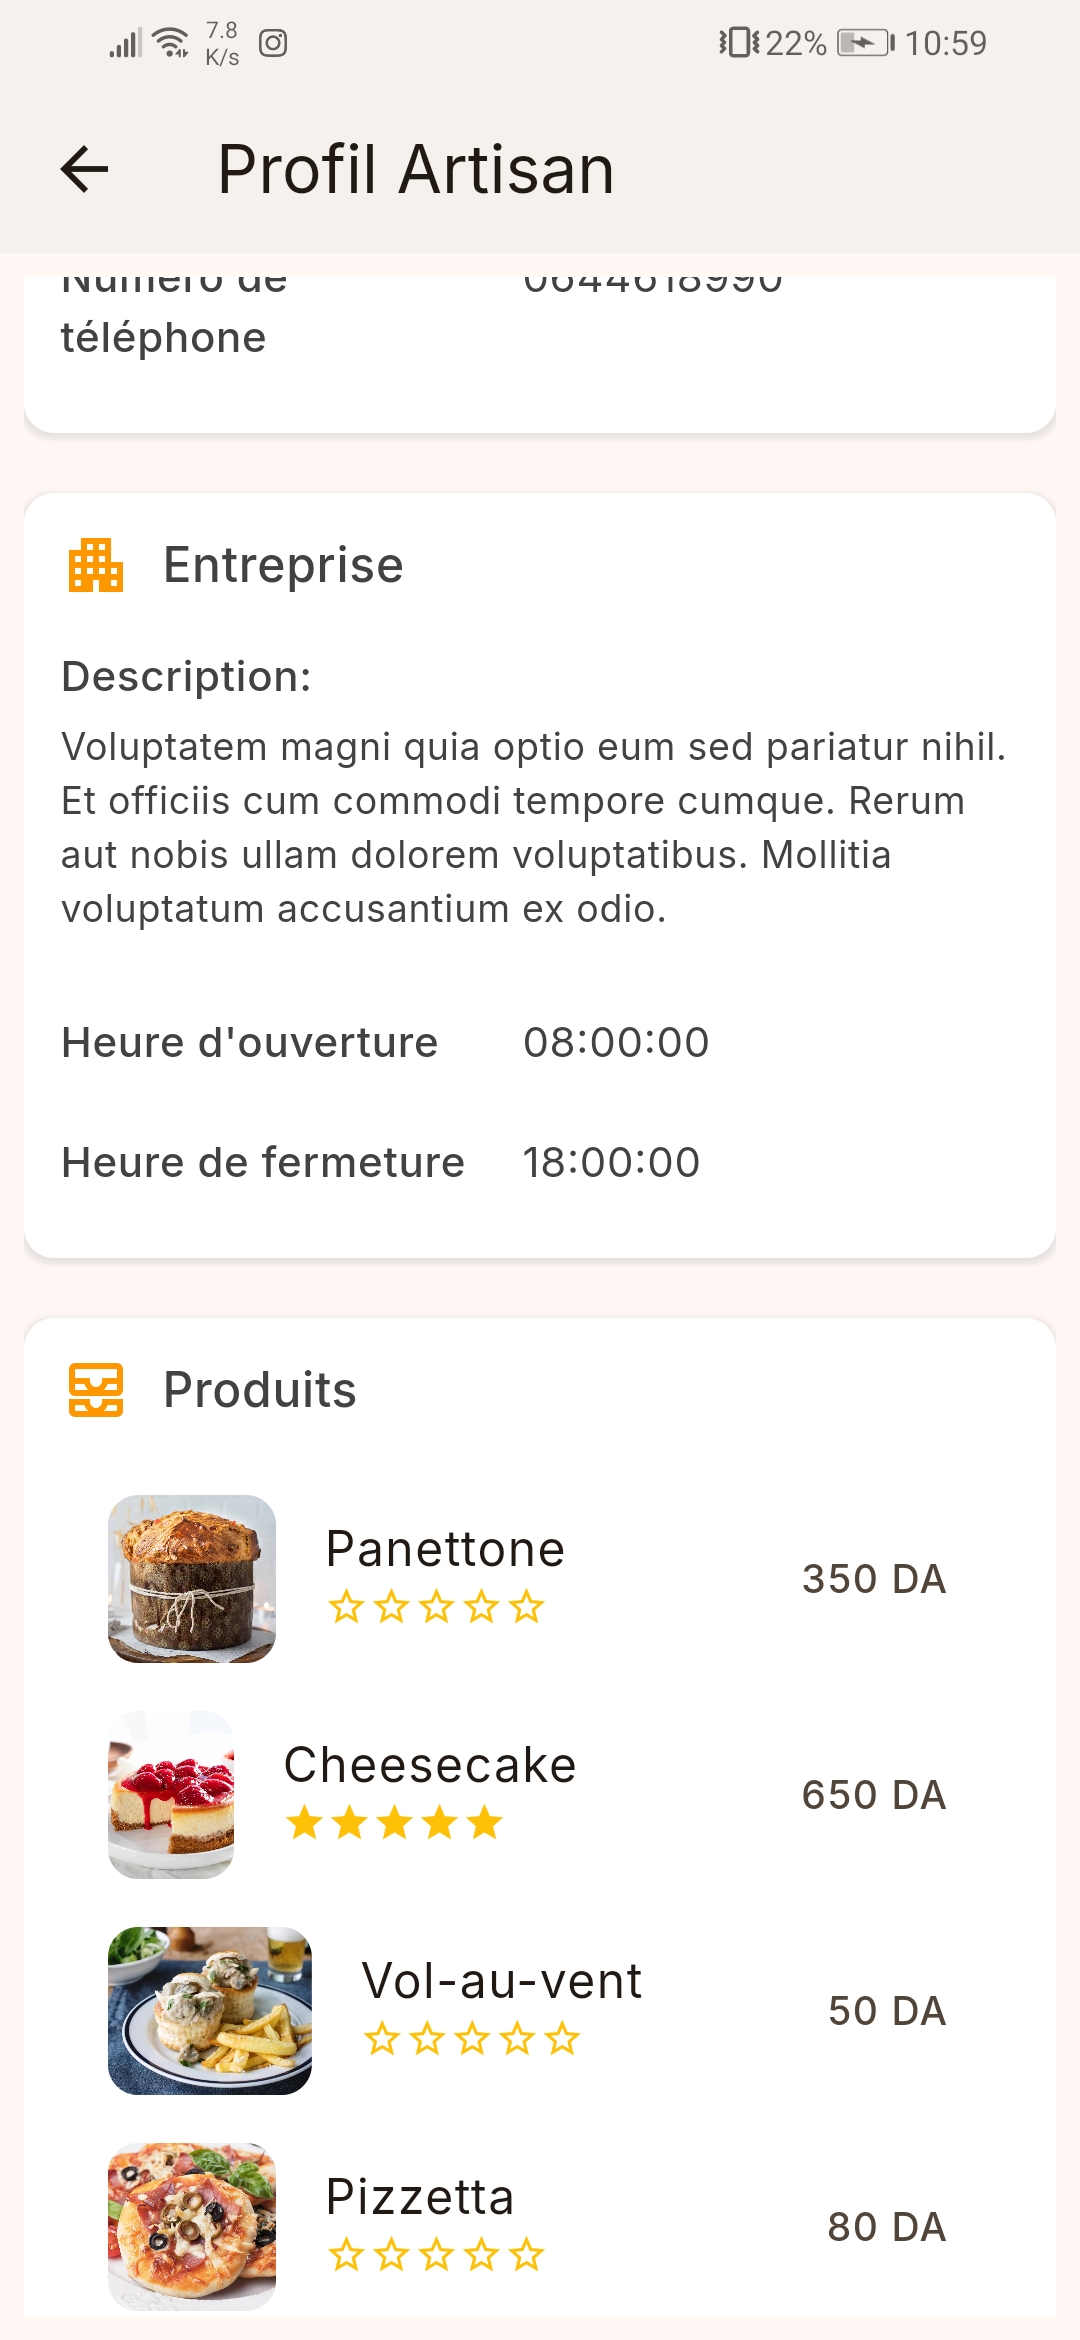 7.8
K/s
22%
10:59
Profil Artisan
Numéro de
0644618990
téléphone
Entreprise
Description:
Voluptatem magni quia optio eum sed pariatur nihil.
Et officiis cum commodi tempore cumque. Rerum
aut nobis ullam dolorem voluptatibus. Mollitia
voluptatum accusantium ex odio.
Heure d'ouverture 08:00:00
Heure de fermeture 18:00:00
Produits
Panettone
350 DA
Cheesecake
650 DA
Vol-au-vent
50 DA
Pizzetta
80 DA